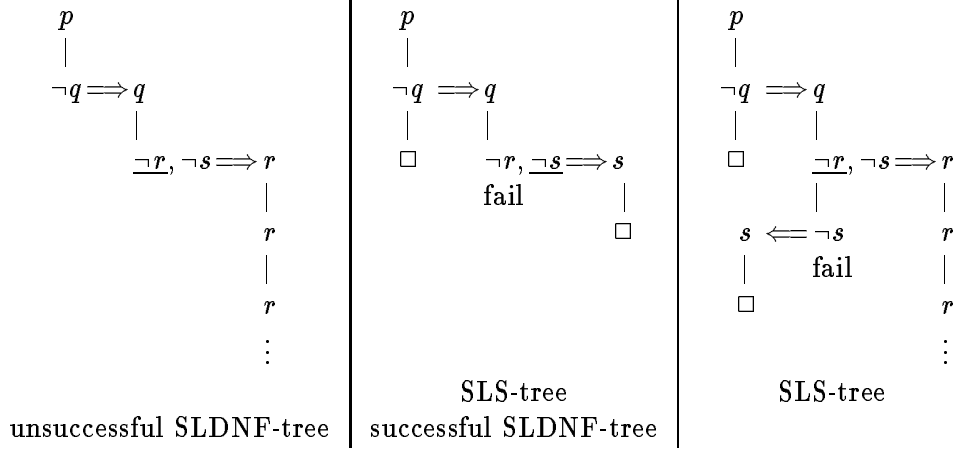 p
¬q ⟹ q
¬r, ¬s ⟹ r
r
r
⋮
unsuccessful SLDNF-tree
p
¬q ⟹ q
□ ¬r, ¬s ⟹ s
fail
□
SLS-tree
successful SLDNF-tree
p
¬q ⟹ q
□ ¬r, ¬s ⟹ r
s ⟸ ¬s r
fail
□ r
⋮
SLS-tree